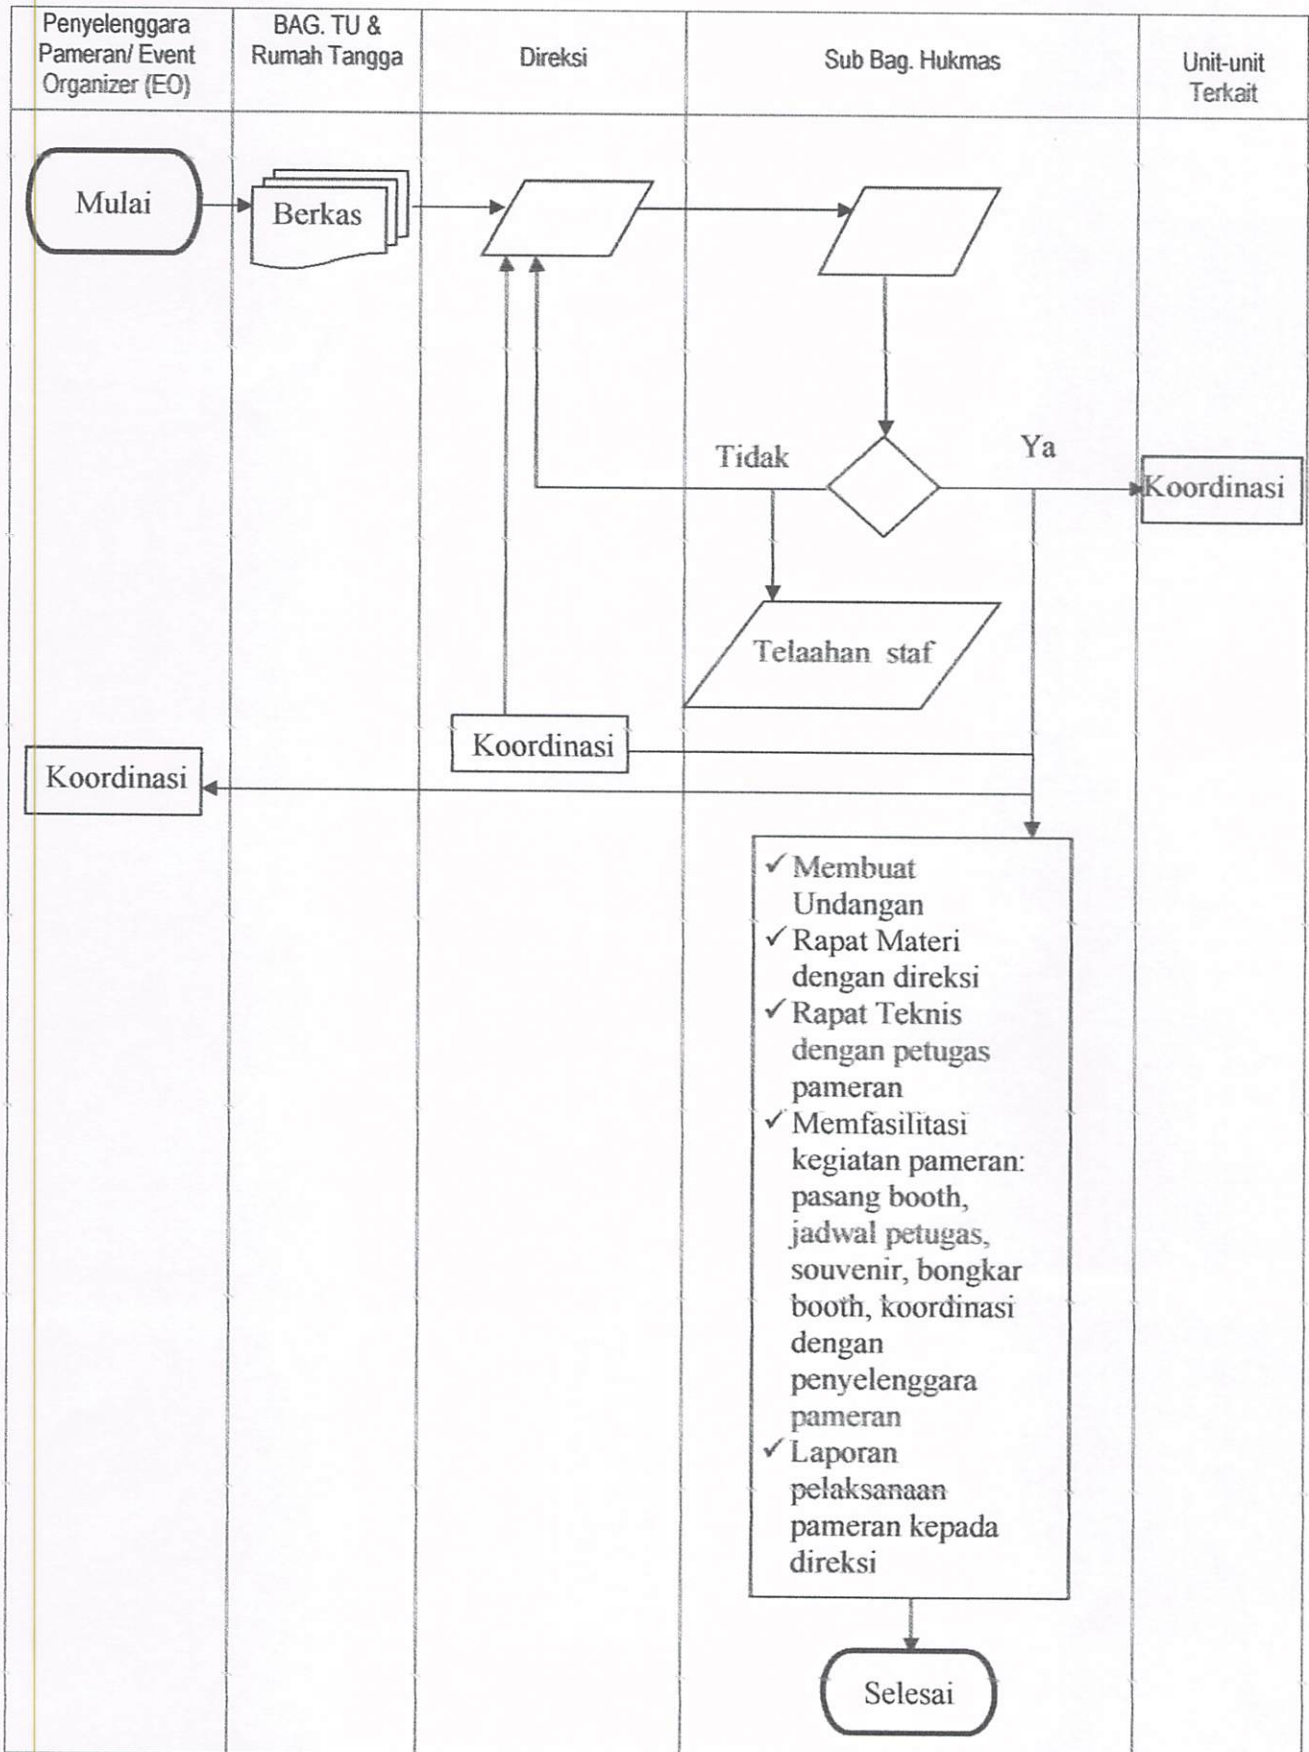 Penyelenggara
Pameran/ Event
Organizer (EO)
BAG. TU &
Rumah Tangga
Direksi
Sub Bag. Hukmas
Unit-unit
Terkait
Mulai
Berkas
Tidak
Ya
Koordinasi
Telaahan staf
Koordinasi
Koordinasi
✓ Membuat
Undangan
✓ Rapat Materi
dengan direksi
✓ Rapat Teknis
dengan petugas
pameran
✓ Memfasilitasi
kegiatan pameran:
pasang booth,
jadwal petugas,
souvenir, bongkar
booth, koordinasi
dengan
penyelenggara
pameran
✓ Laporan
pelaksanaan
pameran kepada
direksi
Selesai